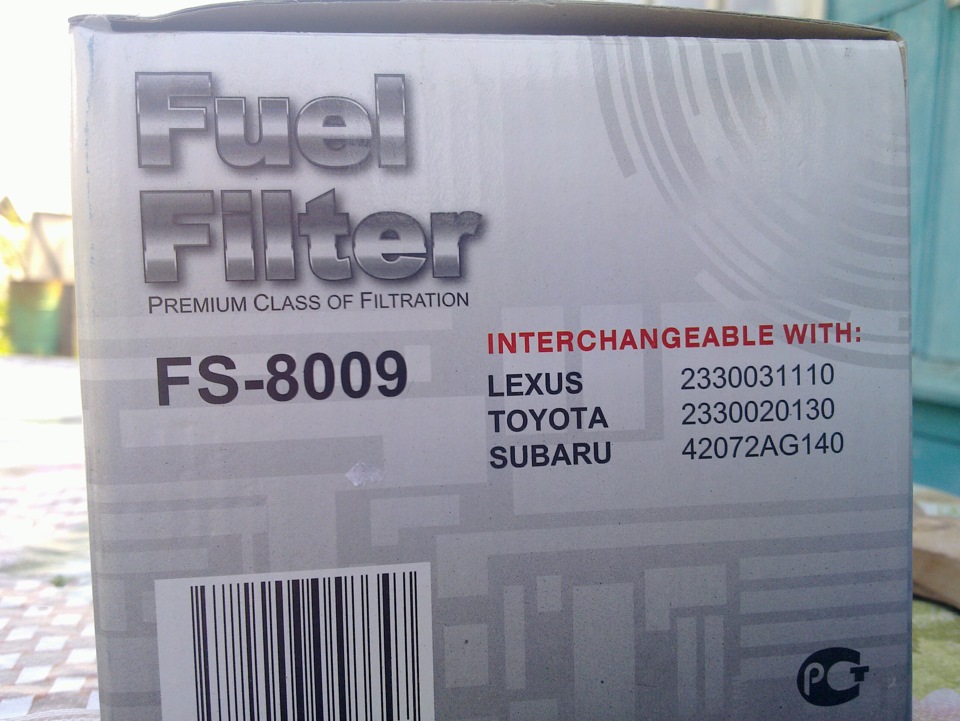 Fuel
Filter
PREMIUM CLASS OF FILTRATION
FS-8009
INTERCHANGEABLE WITH:
LEXUS 2330031110
TOYOTA 2330020130
SUBARU 42072AG140
РСТ